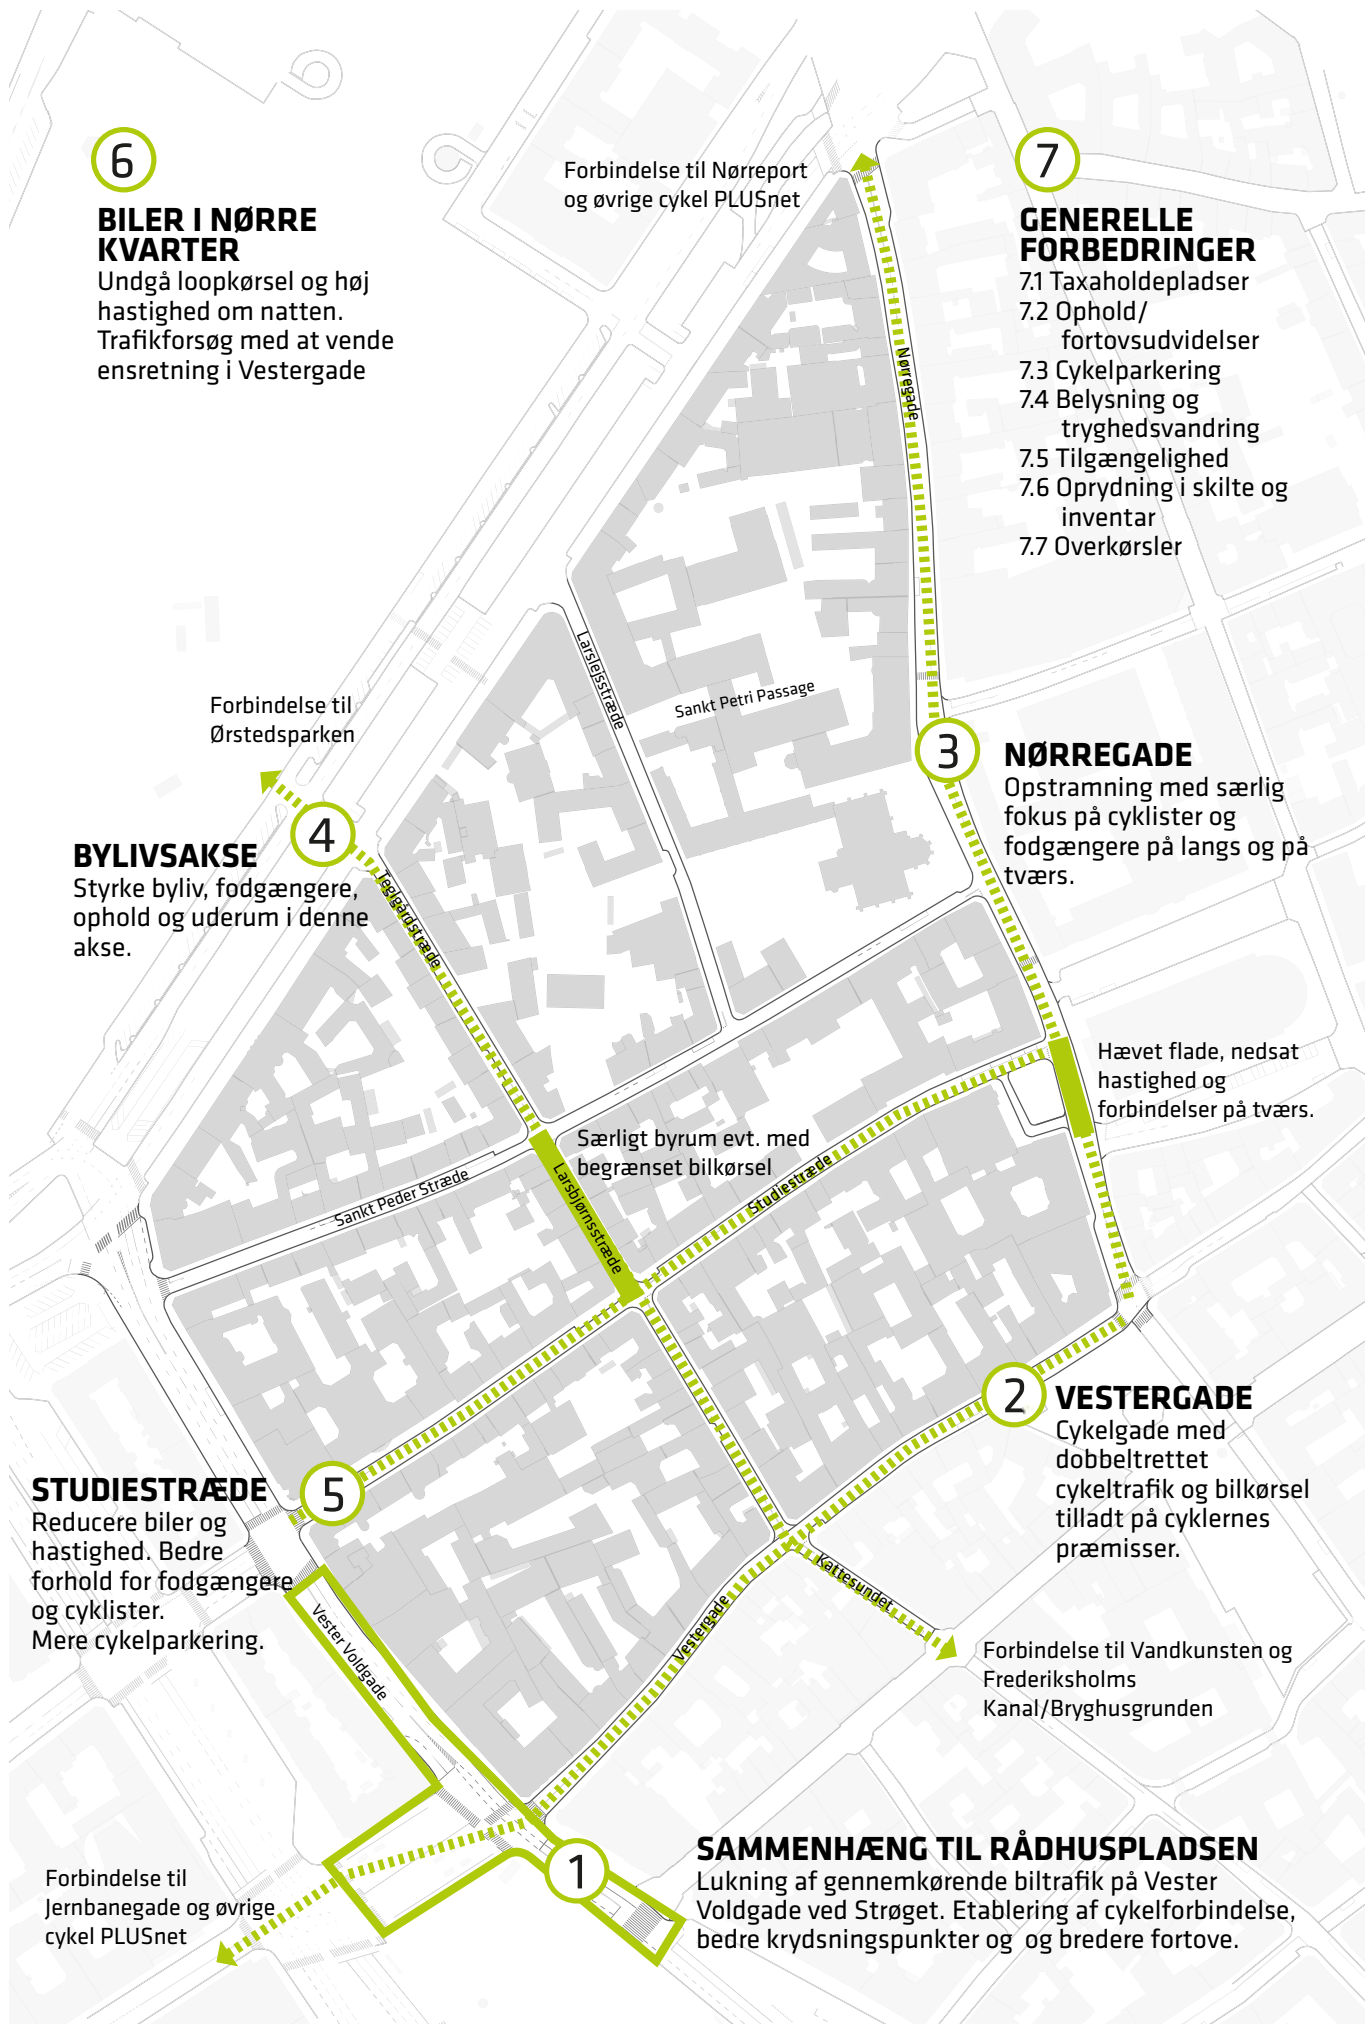 6
BILER I NØRRE
KVARTER
Undgå loopkørsel og høj
hastighed om natten.
Trafikforsøg med at vende
ensretning i Vestergade
Forbindelse til Nørreport
og øvrige cykel PLUSnet
7
GENERELLE
FORBEDRINGER
7.1 Taxaholdepladser
7.2 Ophold/
fortovsudvidelser
7.3 Cykelparkering
7.4 Belysning og
tryghedsvandring
7.5 Tilgængelighed
7.6 Oprydning i skilte og
inventar
7.7 Overkørsler
Nørregade
Larslejsstræde
Sankt Petri Passage
Forbindelse til
Ørstedsparken
3
NØRREGADE
Opstramning med særlig
fokus på cyklister og
fodgængere på langs og på
tværs.
4
BYLIVSAKSE
Styrke byliv, fodgængere,
ophold og uderum i denne
akse.
Teglgårdstræde
Hævet flade, nedsat
hastighed og
forbindelser på tværs.
Særligt byrum evt. med
begrænset bilkørsel
Larsbjørnsstræde
Sankt Peder Stræde
Studiestræde
2
VESTERGADE
Cykelgade med
dobbeltrettet
cykeltrafik og bilkørsel
tilladt på cyklernes
præmisser.
5
STUDIESTRÆDE
Reducere biler og
hastighed. Bedre
forhold for fodgængere
og cyklister.
Mere cykelparkering.
Vester Voldgade
Vestergade
Kattesundet
Forbindelse til Vandkunsten og
Frederiksholms
Kanal/Bryghusgrunden
1
SAMMENHÆNG TIL RÅDHUSPLADSEN
Lukning af gennemkørende biltrafik på Vester
Voldgade ved Strøget. Etablering af cykelforbindelse,
bedre krydsningspunkter og  og bredere fortove.
Forbindelse til
Jernbanegade og øvrige
cykel PLUSnet